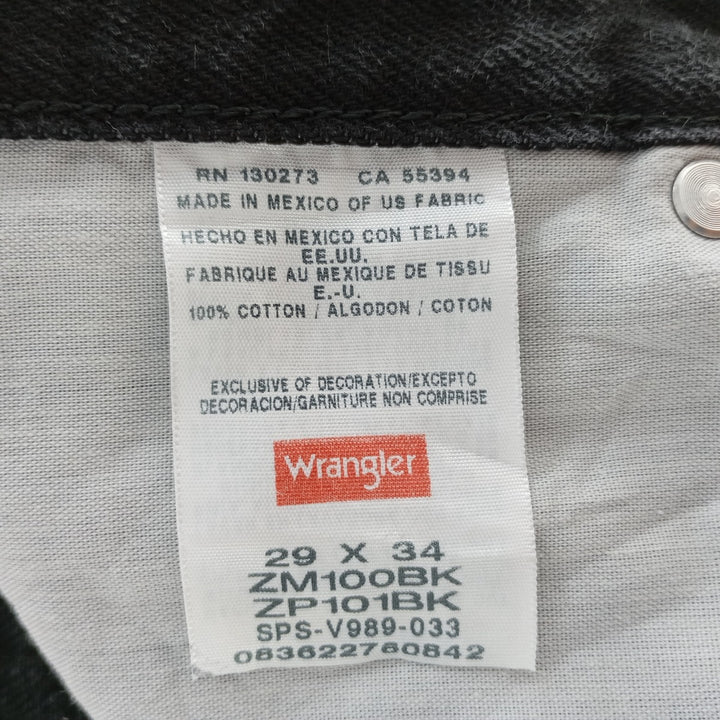 RN 130273 CA 55394
MADE IN MEXICO OF US FABRIC
HECHO EN MEXICO CON TELA DE
EE.UU.
FABRIQUE AU MEXIQUE DE TISSU
E.-U.
100% COTTON / ALGODON / COTON
EXCLUSIVE OF DECORATION/EXCEPTO
DECORACION/GARNITURE NON COMPRISE
Wrangler
29 X 34
ZM100BK
ZP101BK
SPS-V989-033
083622760842